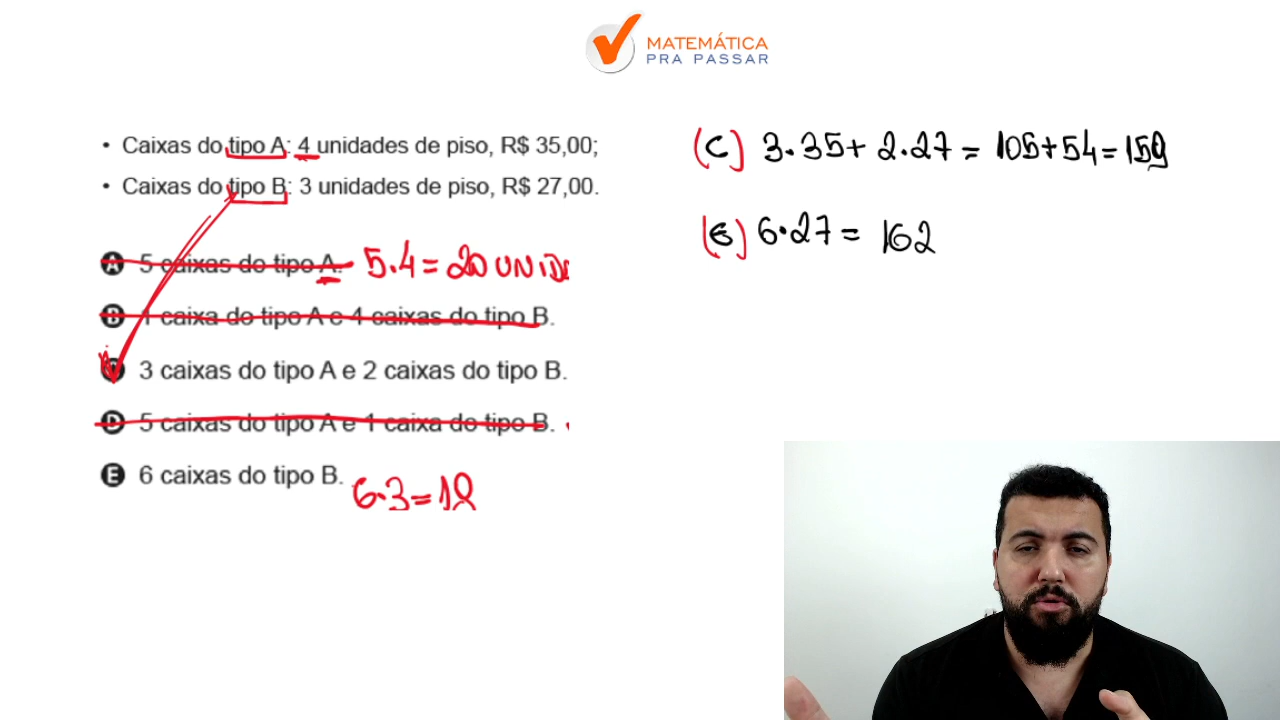 MATEMÁTICA
PRA PASSAR
• Caixas do tipo A: 4 unidades de piso, R$ 35,00;
• Caixas do tipo B: 3 unidades de piso, R$ 27,00.
A 5 caixas do tipo A. 5.4 = 20 UNID
1 caixa do tipo A e 4 caixas do tipo B.
3 caixas do tipo A e 2 caixas do tipo B.
D 5 caixas do tipo A e 1 caixa do tipo B.
E 6 caixas do tipo B. 6.3 = 18
(C) 3.35 + 2.27 = 105 + 54 = 159
(E) 6.27 = 162